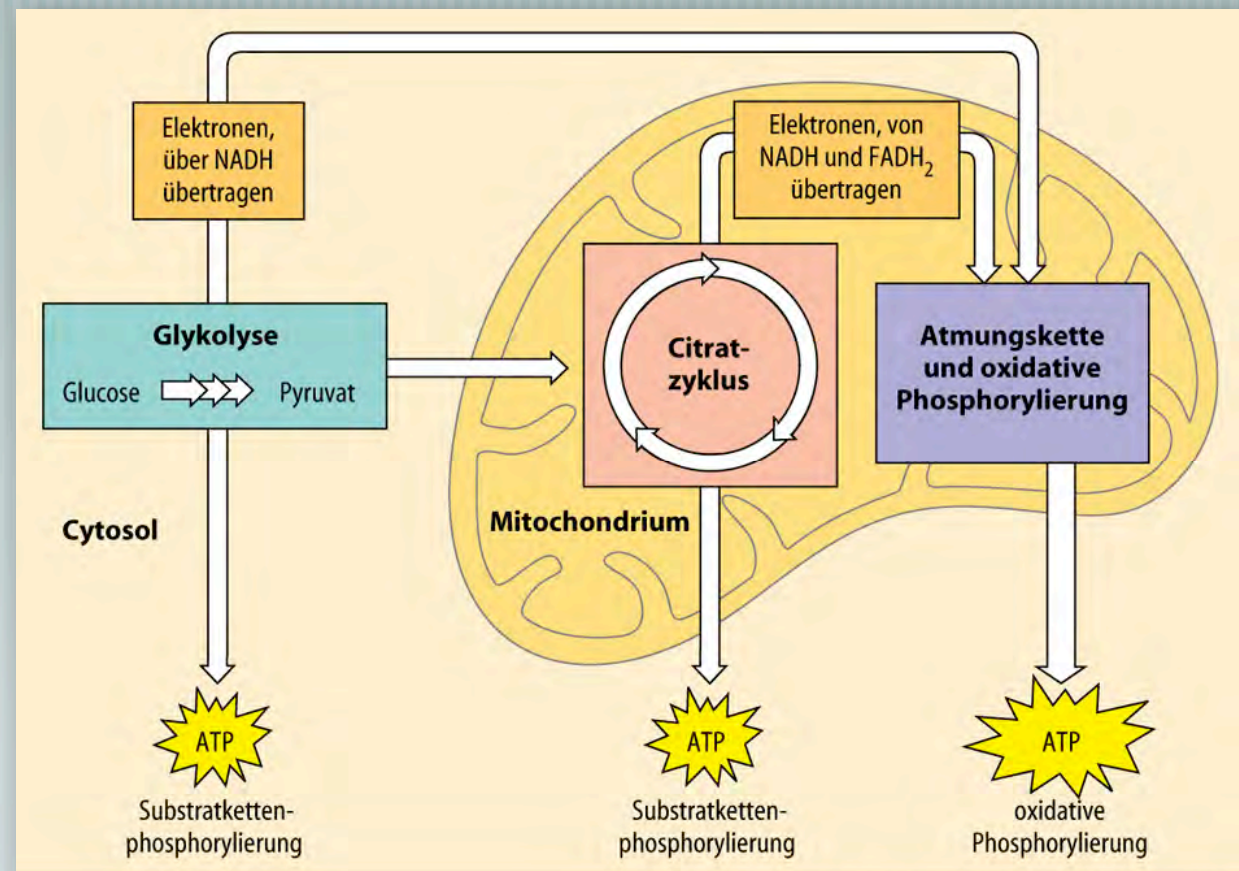 Elektronen,
über NADH
übertragen
Elektronen, von
NADH und FADH₂
übertragen
Glykolyse
Glucose Pyruvat
Citrat-
zyklus
Atmungskette
und oxidative
Phosphorylierung
Cytosol
Mitochondrium
ATP
Substratketten-
phosphorylierung
ATP
Substratketten-
phosphorylierung
ATP
oxidative
Phosphorylierung